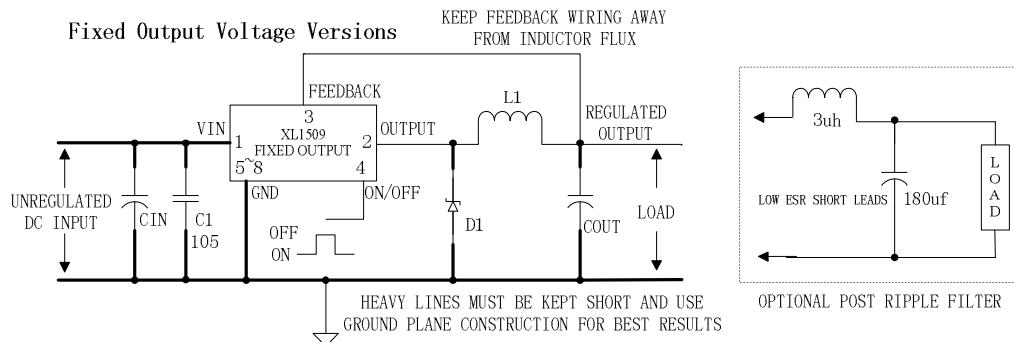 Fixed Output Voltage Versions
KEEP FEEDBACK WIRING AWAY
FROM INDUCTOR FLUX
FEEDBACK
3
L1
VIN
1
XL1509
FIXED OUTPUT
2
OUTPUT
REGULATED
OUTPUT
5~8
4
GND
ON/OFF
UNREGULATED
DC INPUT
CIN
C1
105
OFF
ON
D1
COUT
LOAD
HEAVY LINES MUST BE KEPT SHORT AND USE
GROUND PLANE CONSTRUCTION FOR BEST RESULTS
3uh
LOW ESR SHORT LEADS
180uf
LOAD
OPTIONAL POST RIPPLE FILTER